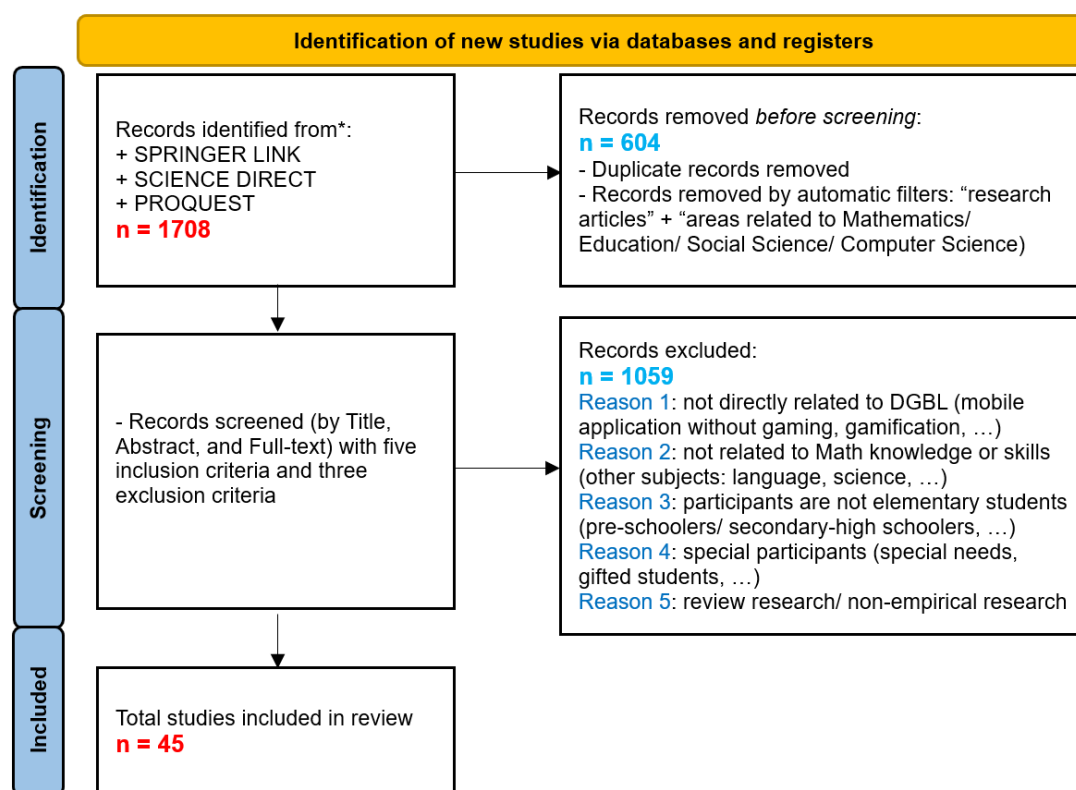 Identification of new studies via databases and registers
Identification
Records identified from*:
+ SPRINGER LINK
+ SCIENCE DIRECT
+ PROQUEST
n = 1708
Records removed before screening:
n = 604
- Duplicate records removed
- Records removed by automatic filters: “research
articles” + “areas related to Mathematics/
Education/ Social Science/ Computer Science)
Screening
- Records screened (by Title,
Abstract, and Full-text) with five
inclusion criteria and three
exclusion criteria
Records excluded:
n = 1059
Reason 1: not directly related to DGBL (mobile
application without gaming, gamification, …)
Reason 2: not related to Math knowledge or skills
(other subjects: language, science, …)
Reason 3: participants are not elementary students
(pre-schoolers/ secondary-high schoolers, …)
Reason 4: special participants (special needs,
gifted students, …)
Reason 5: review research/ non-empirical research
Included
Total studies included in review
n = 45